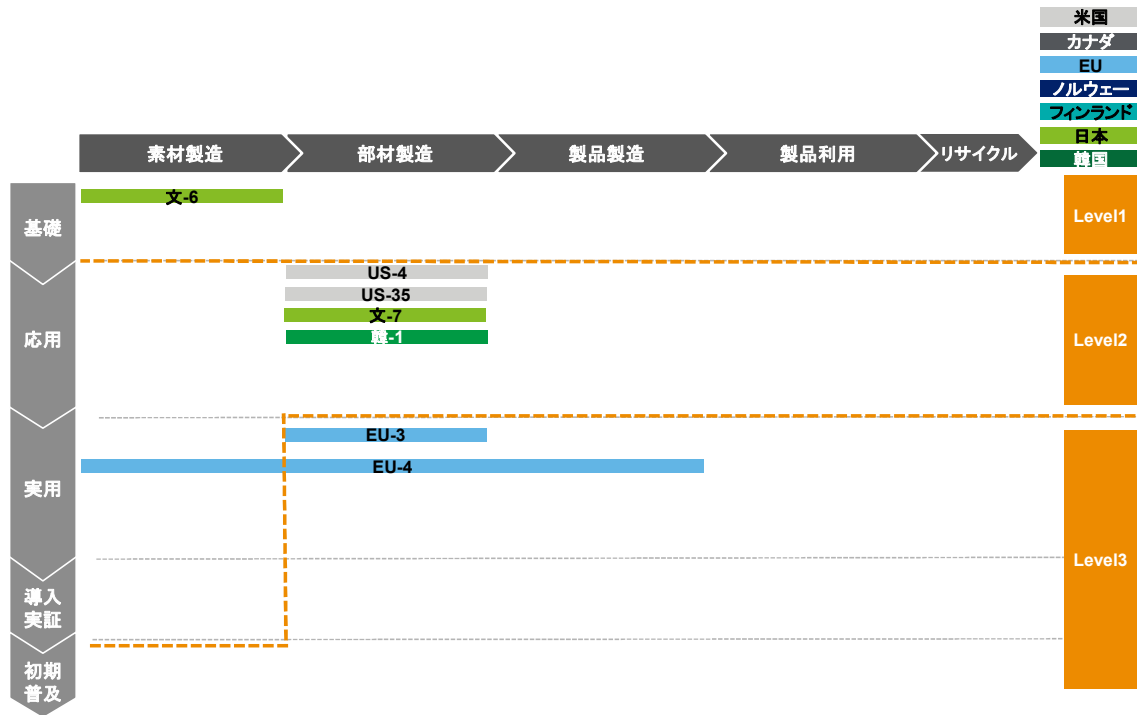 米国
カナダ
EU
ノルウェー
フィンランド
日本
韓国
素材製造
部材製造
製品製造
製品利用
リサイクル
基礎
文-6
Level1
応用
US-4
US-35
文-7
韓-1
Level2
実用
EU-3
EU-4
Level3
導入
実証
初期
普及